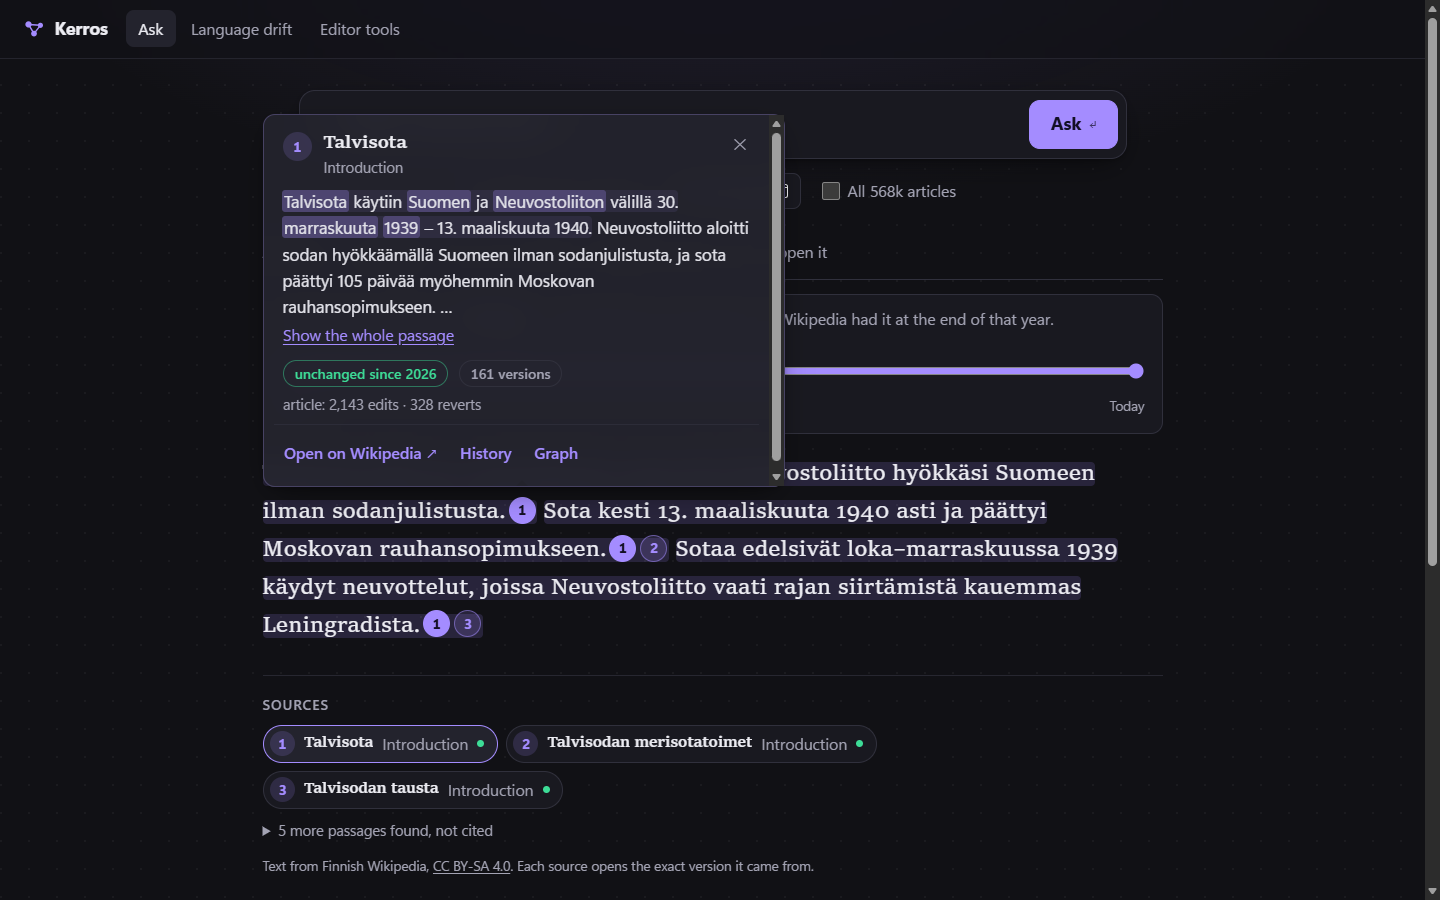 Kerros
Ask
Language drift
Editor tools
Ask
All 568k articles
open it
Wikipedia had it at the end of that year.
Today
1
Talvisota
Introduction
Talvisota käytiin Suomen ja Neuvostoliiton välillä 30.
marraskuuta 1939 – 13. maaliskuuta 1940. Neuvostoliitto aloitti
sodan hyökkäämällä Suomeen ilman sodanjulistusta, ja sota
päättyi 105 päivää myöhemmin Moskovan
rauhansopimukseen. ...
Show the whole passage
unchanged since 2026
161 versions
article: 2,143 edits · 328 reverts
Open on Wikipedia ↗
History
Graph
vostoliitto hyökkäsi Suomeen
ilman sodanjulistusta. 1 Sota kesti 13. maaliskuuta 1940 asti ja päättyi
Moskovan rauhansopimukseen. 1 2 Sotaa edelsivät loka–marraskuussa 1939
käydyt neuvottelut, joissa Neuvostoliitto vaati rajan siirtämistä kauemmas
Leningradista. 1 3
SOURCES
1 Talvisota Introduction
2 Talvisodan merisotatoimet Introduction
3 Talvisodan tausta Introduction
5 more passages found, not cited
Text from Finnish Wikipedia, CC BY-SA 4.0. Each source opens the exact version it came from.